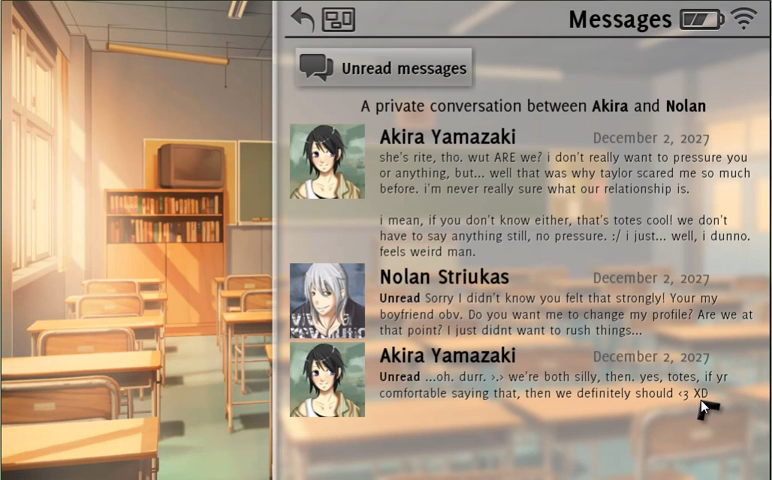 Messages
Unread messages
A private conversation between Akira and Nolan
Akira Yamazaki December 2, 2027
she's rite, tho. wut ARE we? i don't really want to pressure you
or anything, but... well that was why taylor scared me so much
before. i'm never really sure what our relationship is.
i mean, if you don't know either, that's totes cool! we don't
have to say anything still, no pressure. :/ i just... well, i dunno.
feels weird man.
Nolan Striukas December 2, 2027
Unread Sorry I didn't know you felt that strongly! Your my
boyfriend obv. Do you want me to change my profile? Are we at
that point? I just didnt want to rush things...
Akira Yamazaki December 2, 2027
Unread ...oh. durr. >.> we're both silly, then. yes, totes, if yr
comfortable saying that, then we definitely should <3 XD